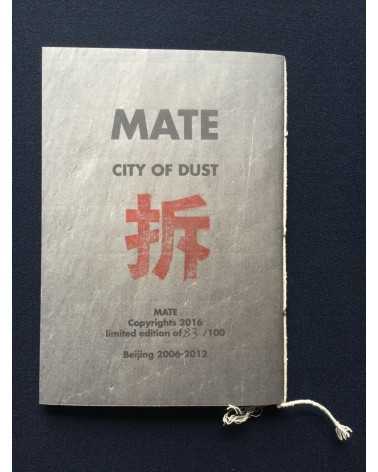 MATE
CITY OF DUST
拆
MATE
Copyrights 2016
limited edition of 83 /100
Beijing 2006-2012